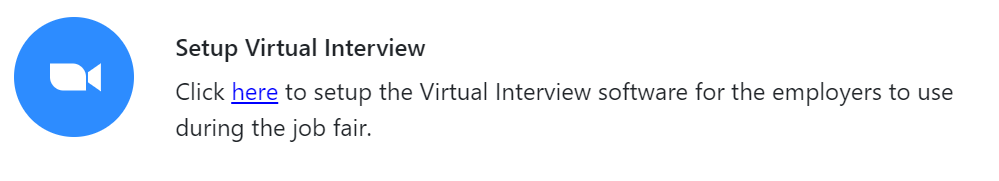 Setup Virtual Interview
Click here to setup the Virtual Interview software for the employers to use
during the job fair.